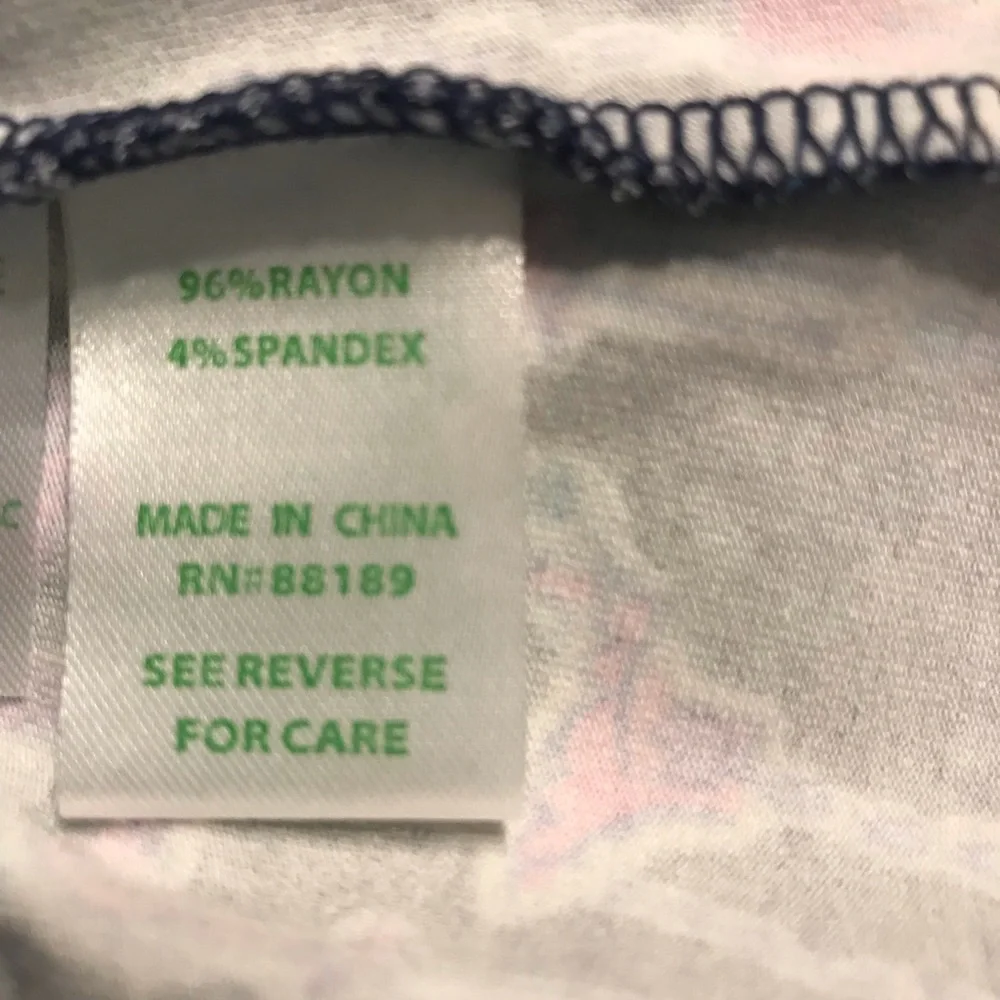 96%RAYON
4%SPANDEX
MADE IN CHINA
RN#88189
SEE REVERSE
FOR CARE